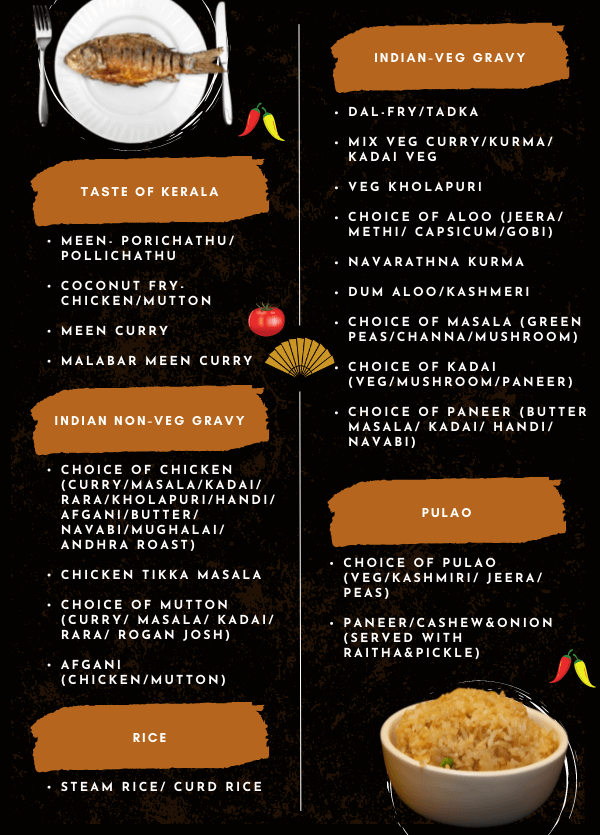 TASTE OF KERALA
• MEEN- PORICHATHU/
POLLICHATHU
• COCONUT FRY-
CHICKEN/MUTTON
• MEEN CURRY
• MALABAR MEEN CURRY
INDIAN NON-VEG GRAVY
• CHOICE OF CHICKEN
(CURRY/MASALA/KADAI/
RARA/KHOLAPURI/HANDI/
AFGANI/BUTTER/
NAVABI/MUGHALAI/
ANDHRA ROAST)
• CHICKEN TIKKA MASALA
• CHOICE OF MUTTON
(CURRY/ MASALA/ KADAI/
RARA/ ROGAN JOSH)
• AFGANI
(CHICKEN/MUTTON)
RICE
• STEAM RICE/ CURD RICE
INDIAN-VEG GRAVY
• DAL-FRY/TADKA
• MIX VEG CURRY/KURMA/
KADAI VEG
• VEG KHOLAPURI
• CHOICE OF ALOO (JEERA/
METHI/ CAPSICUM/GOBI)
• NAVARATHNA KURMA
• DUM ALOO/KASHMERI
• CHOICE OF MASALA (GREEN
PEAS/CHANNA/MUSHROOM)
• CHOICE OF KADAI
(VEG/MUSHROOM/PANEER)
• CHOICE OF PANEER (BUTTER
MASALA/ KADAI/ HANDI/
NAVABI)
PULAO
• CHOICE OF PULAO
(VEG/KASHMIRI/ JEERA/
PEAS)
• PANEER/CASHEW&ONION
(SERVED WITH
RAITHA&PICKLE)